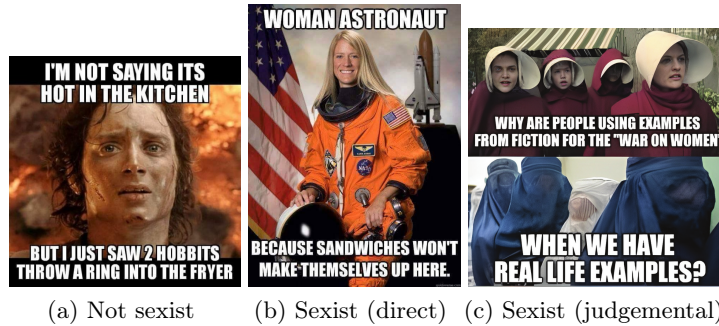 I'M NOT SAYING ITS
HOT IN THE KITCHEN
BUT I JUST SAW 2 HOBBITS
THROW A RING INTO THE FRYER
(a) Not sexist
WOMAN ASTRONAUT
BECAUSE SANDWICHES WON'T
MAKE THEMSELVES UP HERE.
(b) Sexist (direct)
WHY ARE PEOPLE USING EXAMPLES
FROM FICTION FOR THE "WAR ON WOMEN"
WHEN WE HAVE
REAL LIFE EXAMPLES?
(c) Sexist (judgemental)